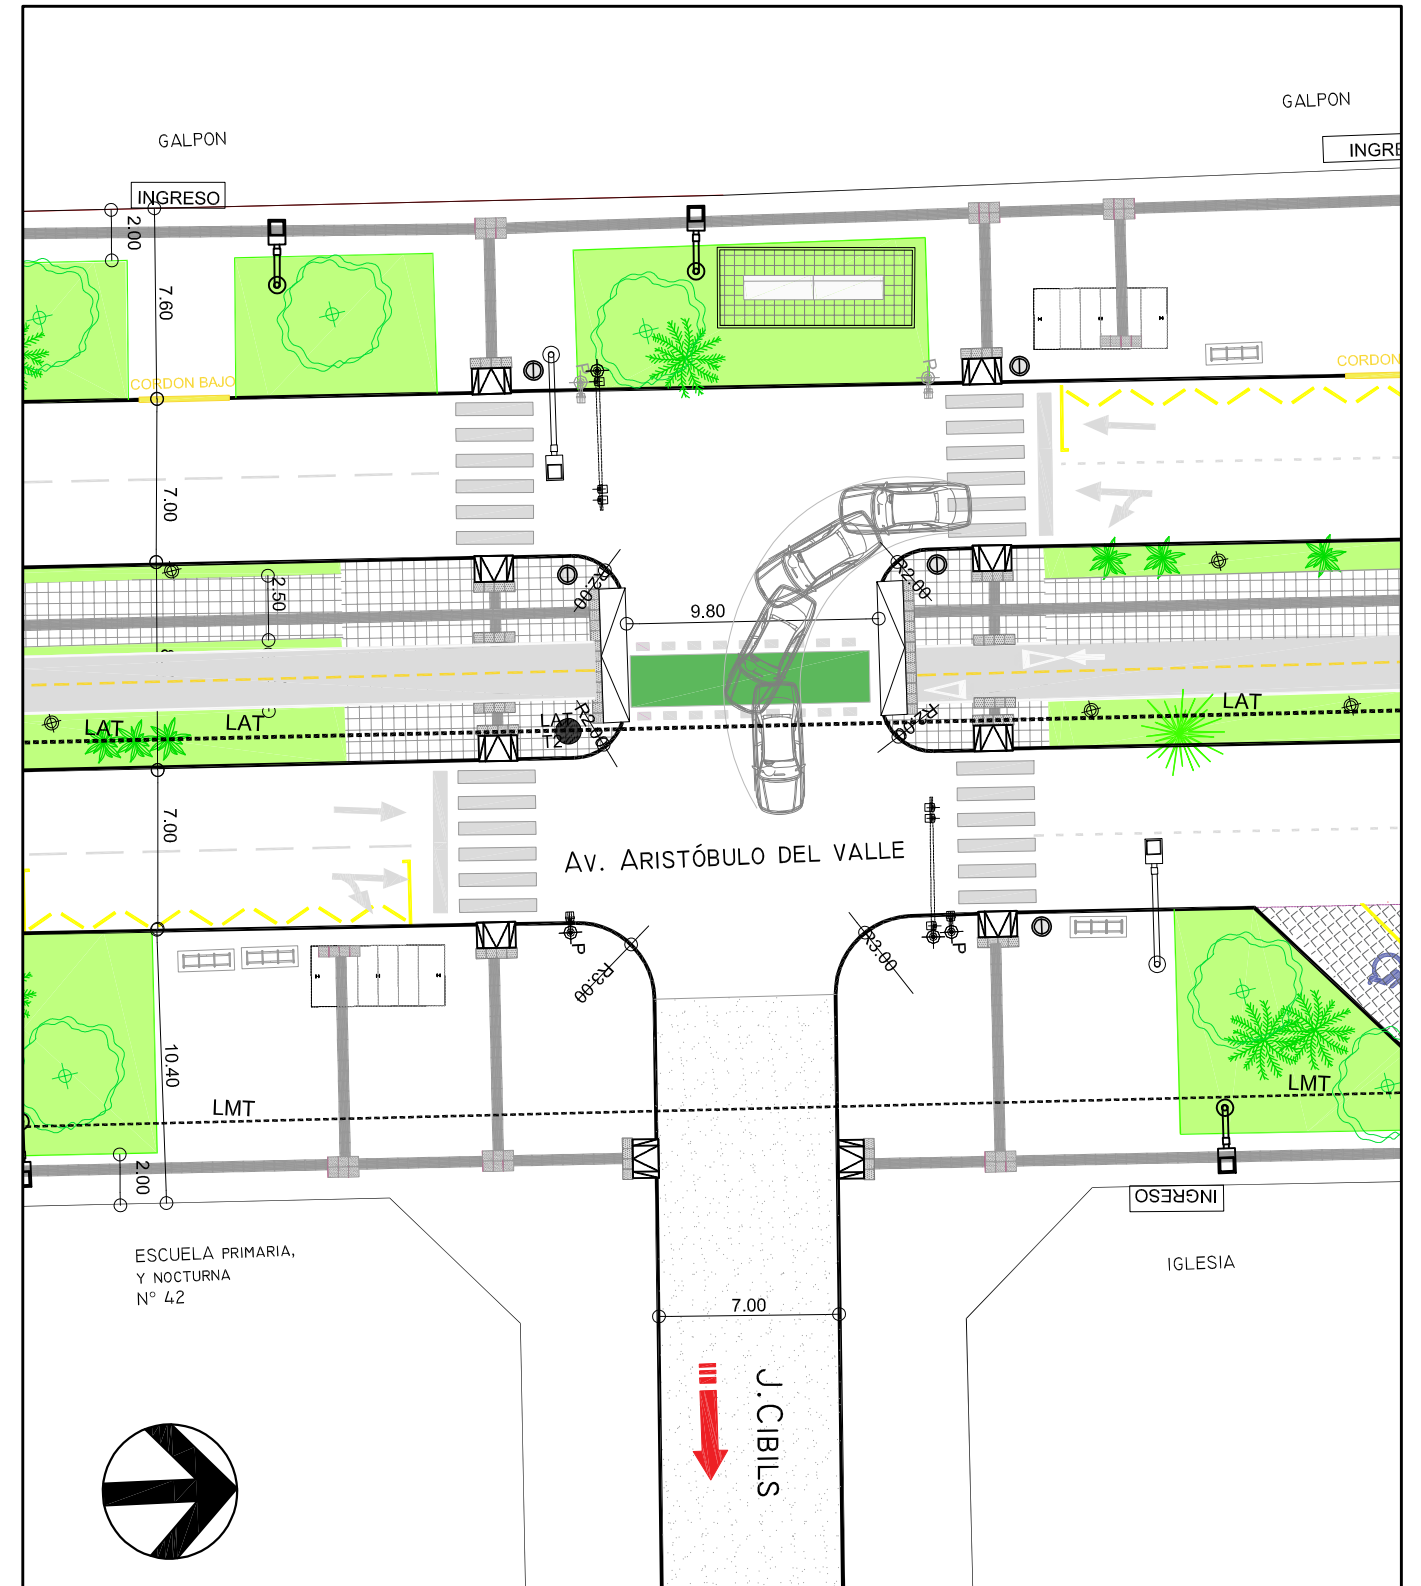 GALPON
GALPON
INGRESO
INGRE
2.00
7.60
CORDON BAJO
CORDON
P
P
7.00
2.50
R2.00
R2.00
9.80
LAT
LAT
LAT
T2
R2.00
R2.00
LAT
7.00
AV. ARISTÓBULO DEL VALLE
P
P
R3.00
R3.00
10.40
LMT
LMT
2.00
INGRESO
ESCUELA PRIMARIA,
Y NOCTURNA
N° 42
IGLESIA
7.00
J.CIBILS